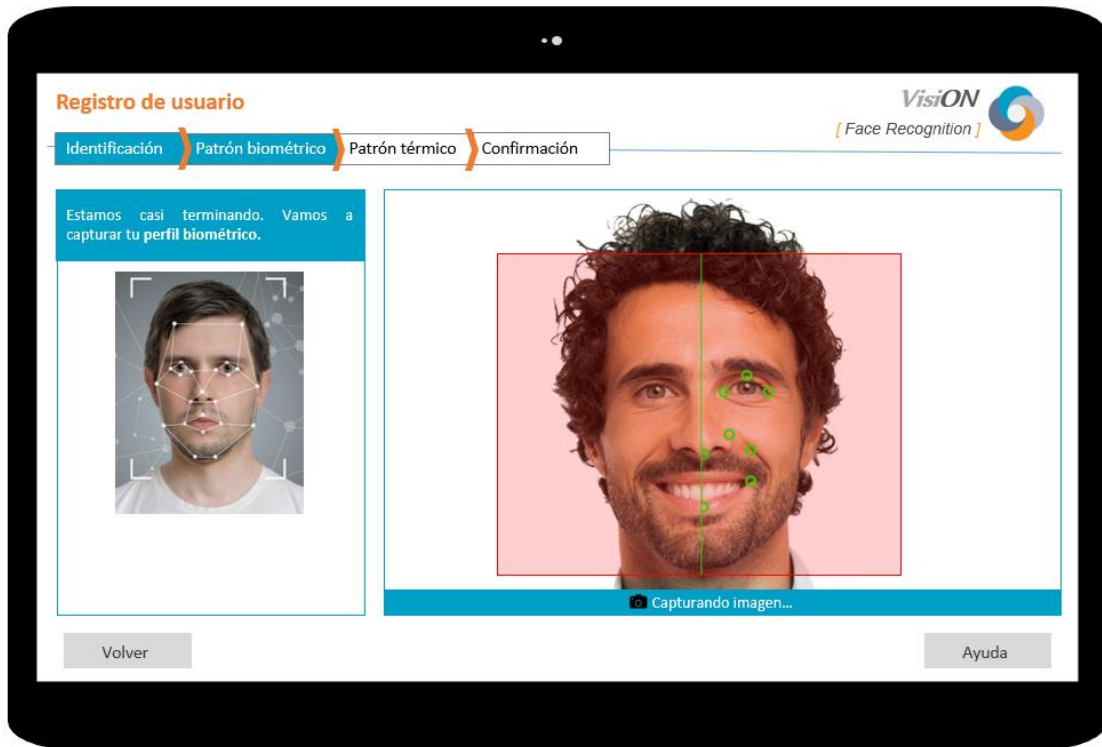 Registro de usuario
VisiON
[ Face Recognition ]
Identificación
Patrón biométrico
Patrón térmico
Confirmación
Estamos casi terminando. Vamos a
capturar tu perfil biométrico.
Capturando imagen...
Volver
Ayuda